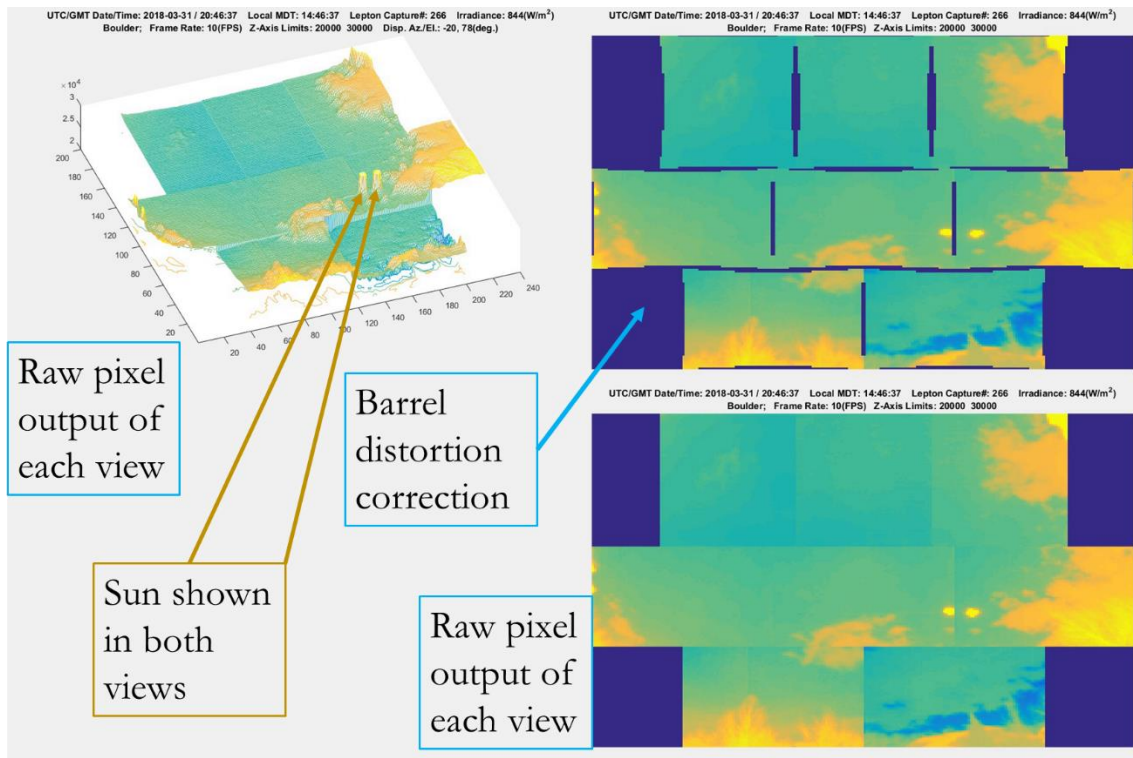 UTC/GMT Date/Time: 2018-03-31 / 20:46:37 Local MDT: 14:46:37 Lepton Capture#: 266 Irradiance: 844(W/m²)
Boulder; Frame Rate: 10(FPS) Z-Axis Limits: 20000 30000 Disp. Az./El.: -20, 78(deg.)
×10⁴
3
2.5
2
200
180
160
140
120
100
80
60
40
20
20
40
60
80
100
120
140
160
180
200
220
240
Raw pixel
output of
each view
Sun shown
in both
views
Barrel
distortion
correction
UTC/GMT Date/Time: 2018-03-31 / 20:46:37 Local MDT: 14:46:37 Lepton Capture#: 266 Irradiance: 844(W/m²)
Boulder; Frame Rate: 10(FPS) Z-Axis Limits: 20000 30000
UTC/GMT Date/Time: 2018-03-31 / 20:46:37 Local MDT: 14:46:37 Lepton Capture#: 266 Irradiance: 844(W/m²)
Boulder; Frame Rate: 10(FPS) Z-Axis Limits: 20000 30000
Raw pixel
output of
each view